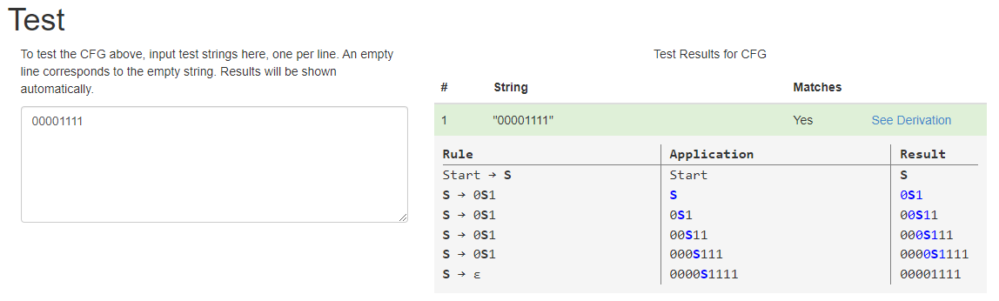 Test
To test the CFG above, input test strings here, one per line. An empty
line corresponds to the empty string. Results will be shown
automatically.
00001111
Test Results for CFG
# String Matches
1 "00001111" Yes See Derivation
Rule Application Result
Start → S Start S
S → 0S1 S 0S1
S → 0S1 0S1 00S11
S → 0S1 00S11 000S111
S → 0S1 000S111 0000S1111
S → ε 0000S1111 00001111